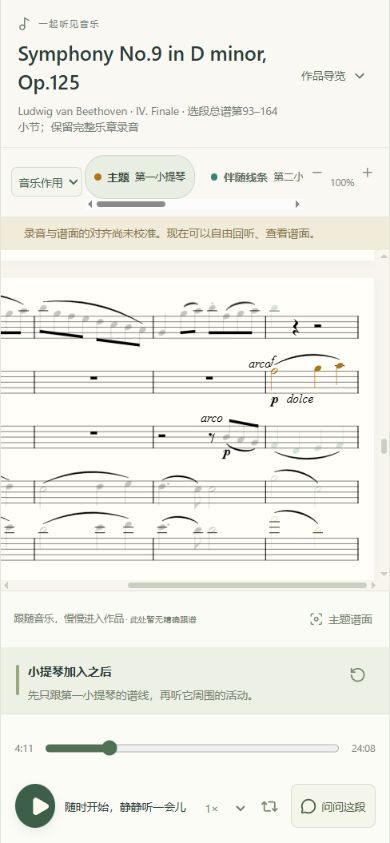 一起听见音乐
Symphony No.9 in D minor,
Op.125
作品导览
Ludwig van Beethoven · IV. Finale · 选段总谱第93–164
小节；保留完整乐章录音
音乐作用
主题 第一小提琴
伴随线条 第二小
100%
录音与谱面的对齐尚未校准。现在可以自由回听、查看谱面。
arco f
p dolce
arco
p
跟随音乐，慢慢进入作品 · 此处暂无精确跟谱
主题谱面
小提琴加入之后
先只跟第一小提琴的谱线，再听它周围的活动。
4:11
24:08
随时开始，静静听一会儿
1×
问问这段